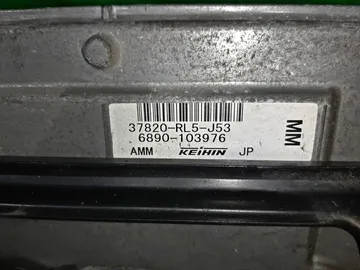 37820-RL5-J53
6890-103976
AMM KEIHIN JP
MM